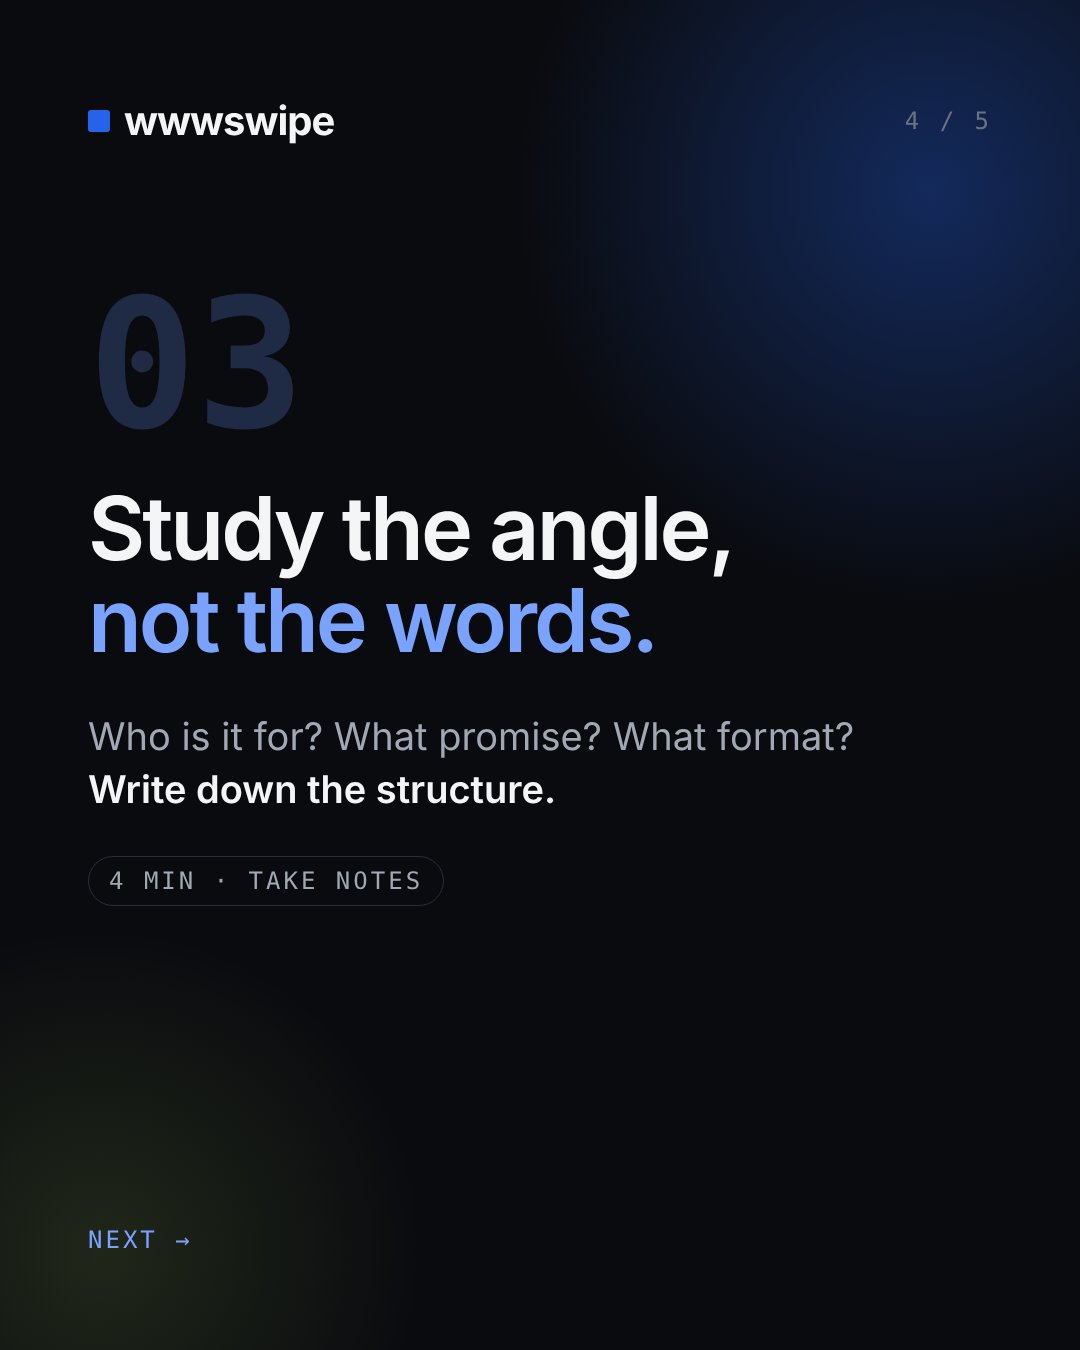 wwwswipe
4 / 5
03
Study the angle,
not the words.
Who is it for? What promise? What format?
Write down the structure.
4 MIN · TAKE NOTES
NEXT →